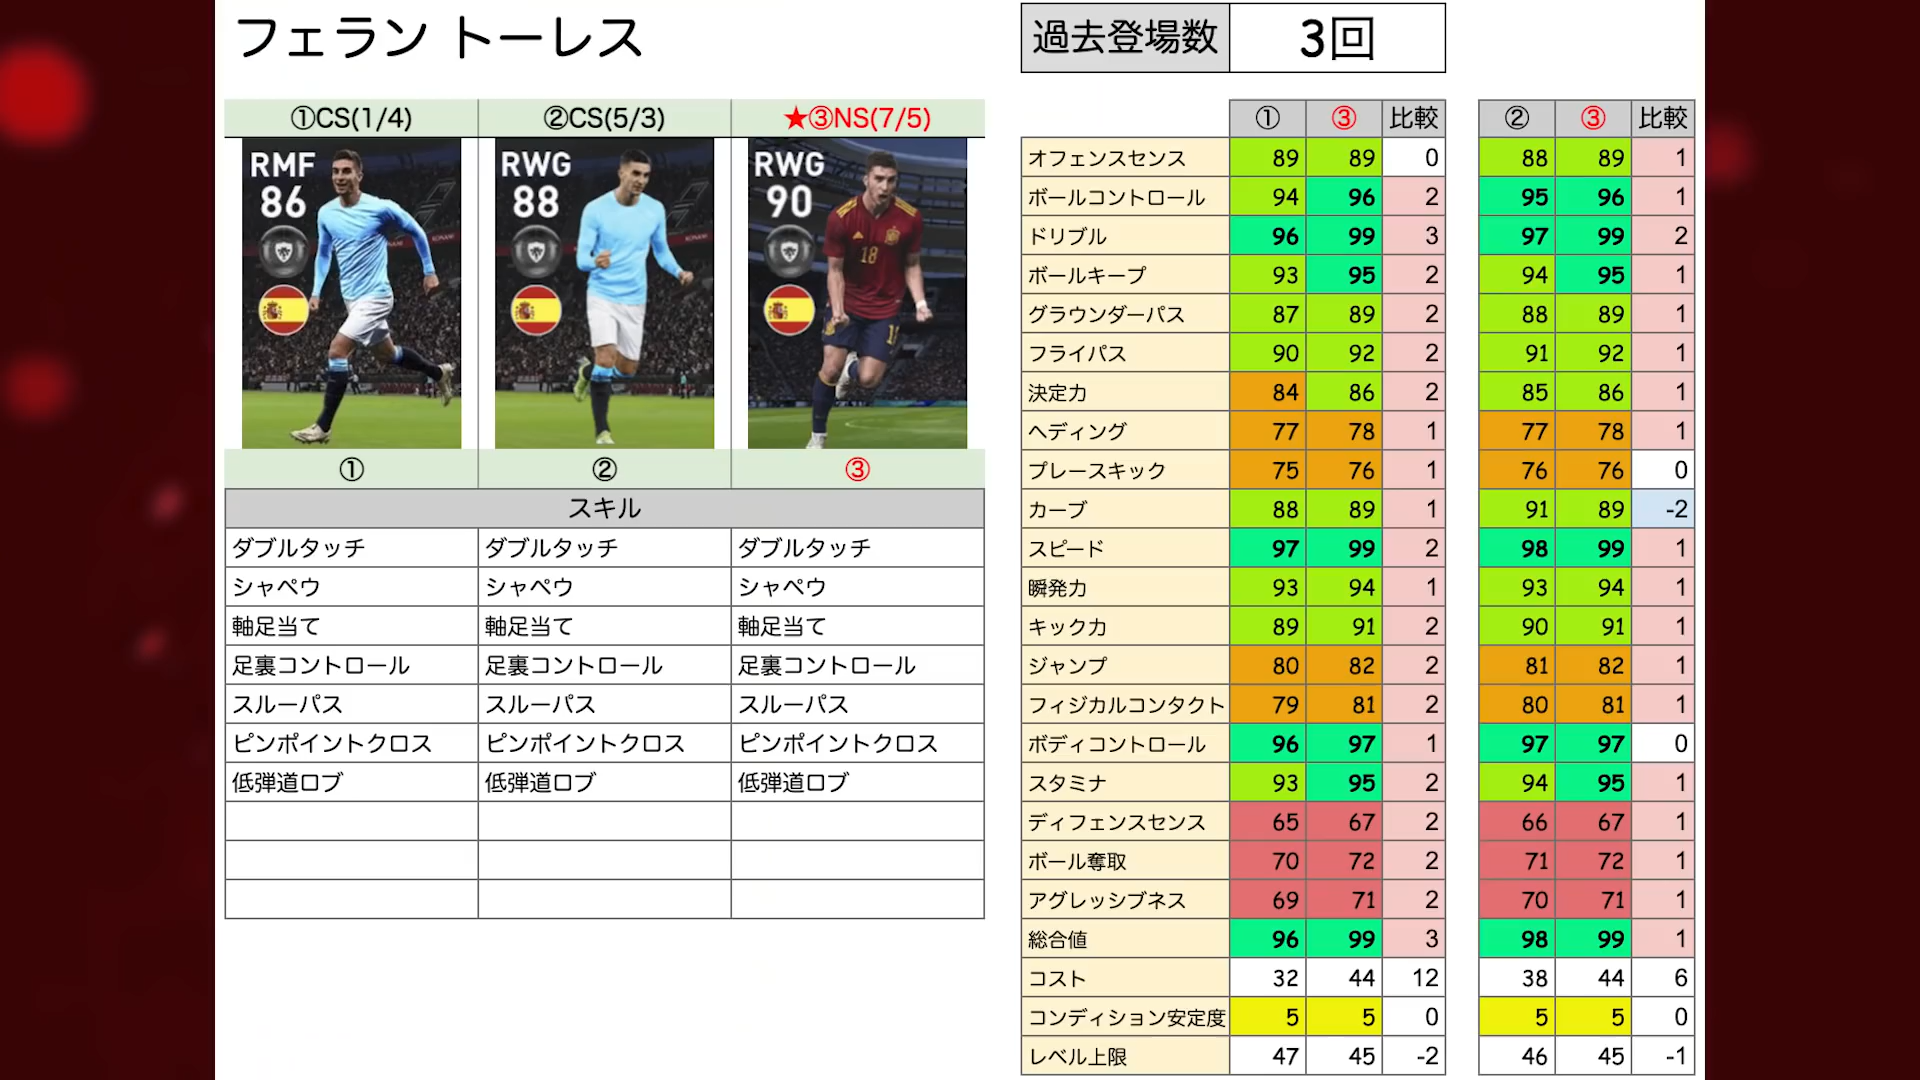 フェラン トーレス
過去登場数 3回
①CS(1/4) ②CS(5/3) ★③NS(7/5)
RMF 86
RWG 88
RWG 90
18
① ② ③
スキル
ダブルタッチ ダブルタッチ ダブルタッチ
シャペウ シャペウ シャペウ
軸足当て 軸足当て 軸足当て
足裏コントロール 足裏コントロール 足裏コントロール
スルーパス スルーパス スルーパス
ピンポイントクロス ピンポイントクロス ピンポイントクロス
低弾道ロブ 低弾道ロブ 低弾道ロブ
① ③ 比較 ② ③ 比較
オフェンスセンス 89 89 0 88 89 1
ボールコントロール 94 96 2 95 96 1
ドリブル 96 99 3 97 99 2
ボールキープ 93 95 2 94 95 1
グラウンダーパス 87 89 2 88 89 1
フライパス 90 92 2 91 92 1
決定力 84 86 2 85 86 1
ヘディング 77 78 1 77 78 1
プレースキック 75 76 1 76 76 0
カーブ 88 89 1 91 89 -2
スピード 97 99 2 98 99 1
瞬発力 93 94 1 93 94 1
キック力 89 91 2 90 91 1
ジャンプ 80 82 2 81 82 1
フィジカルコンタクト 79 81 2 80 81 1
ボディコントロール 96 97 1 97 97 0
スタミナ 93 95 2 94 95 1
ディフェンスセンス 65 67 2 66 67 1
ボール奪取 70 72 2 71 72 1
アグレッシブネス 69 71 2 70 71 1
総合値 96 99 3 98 99 1
コスト 32 44 12 38 44 6
コンディション安定度 5 5 0 5 5 0
レベル上限 47 45 -2 46 45 -1